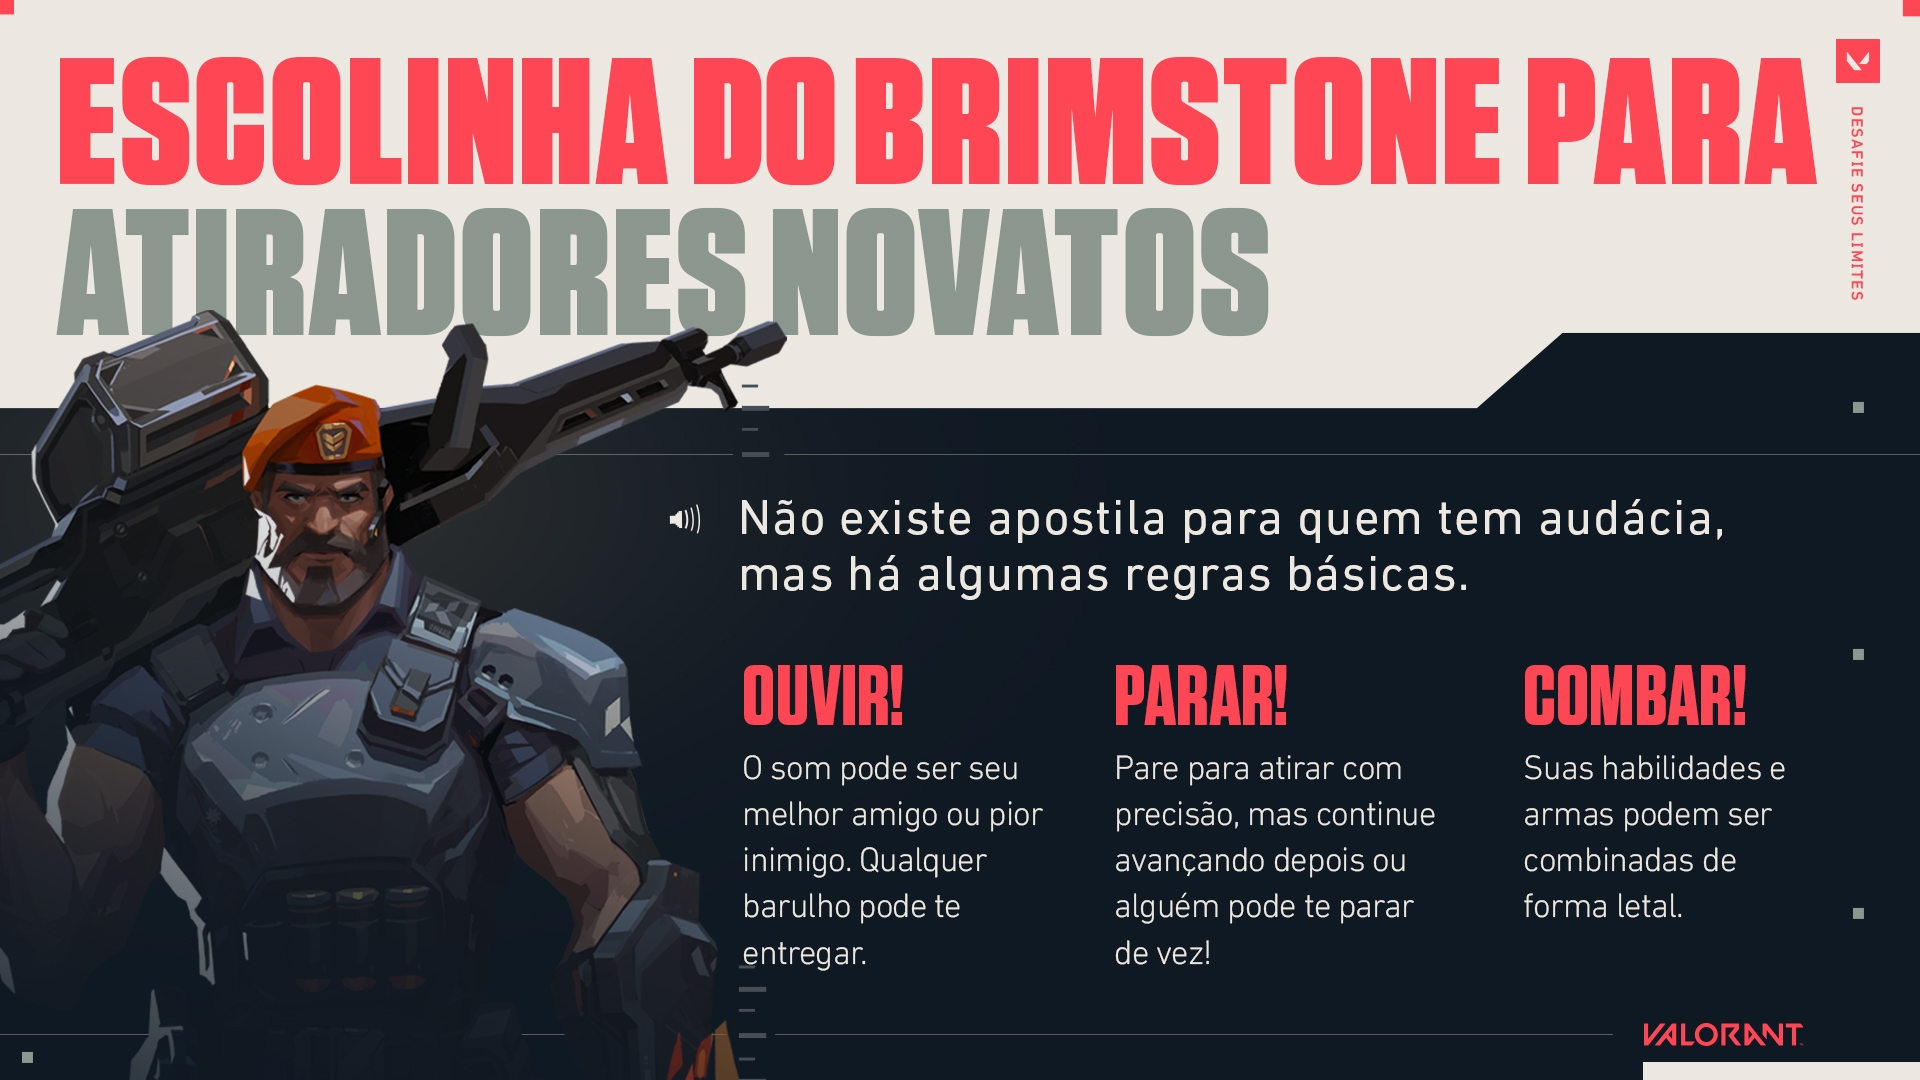 ESCOLINHA DO BRIMSTONE PARA
ATIRADORES NOVATOS
DESAFIE SEUS LIMITES
Não existe apostila para quem tem audácia,
mas há algumas regras básicas.
OUVIR!
O som pode ser seu
melhor amigo ou pior
inimigo. Qualquer
barulho pode te
entregar.
PARAR!
Pare para atirar com
precisão, mas continue
avançando depois ou
alguém pode te parar
de vez!
COMBAR!
Suas habilidades e
armas podem ser
combinadas de
forma letal.
VALORANT